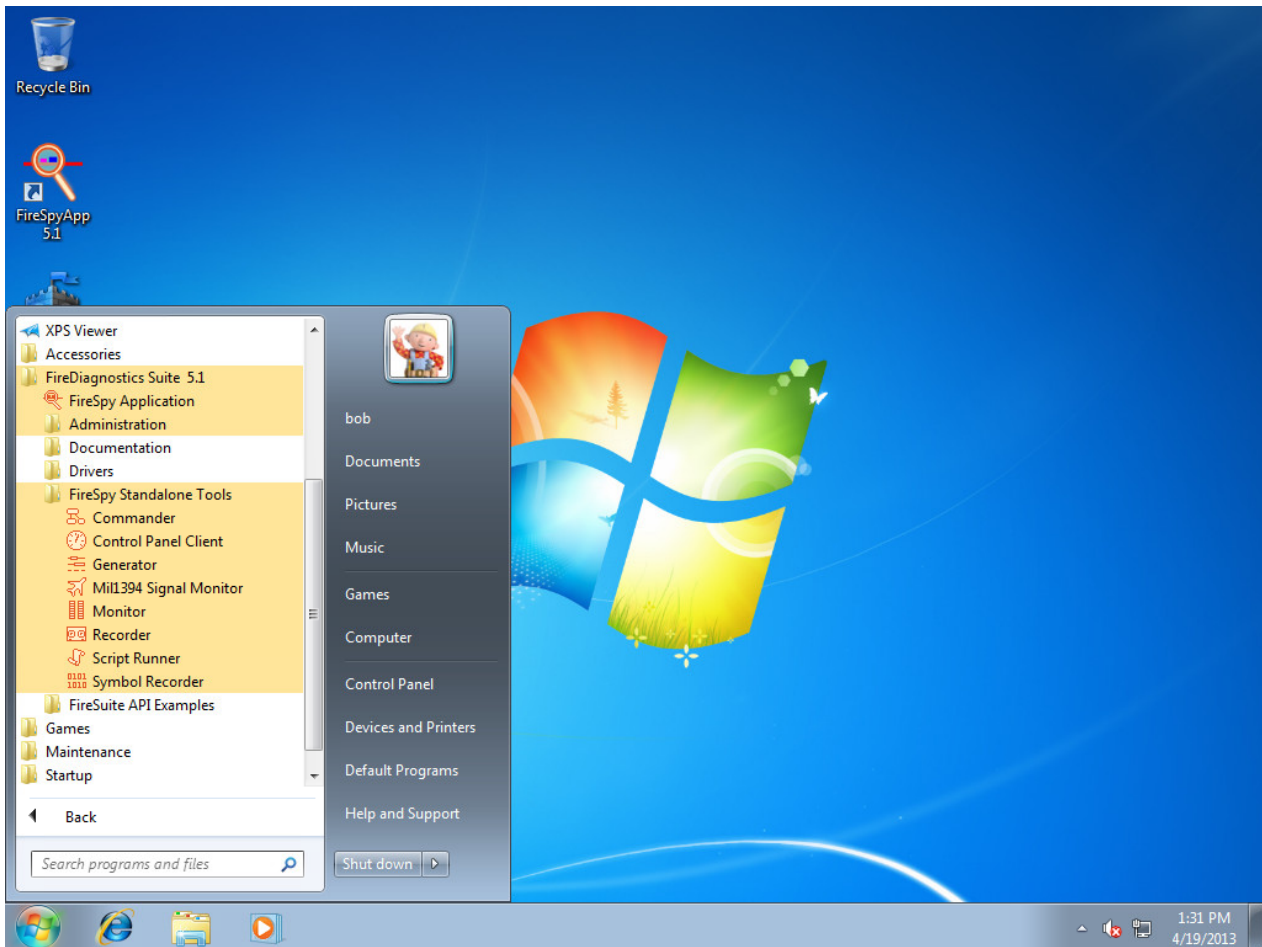 Recycle Bin
FireSpyApp
5.1
XPS Viewer
Accessories
FireDiagnostics Suite 5.1
FireSpy Application
Administration
Documentation
Drivers
FireSpy Standalone Tools
Commander
Control Panel Client
Generator
Mil1394 Signal Monitor
Monitor
Recorder
Script Runner
0101
1010
Symbol Recorder
FireSuite API Examples
Games
Maintenance
Startup
Back
Search programs and files
bob
Documents
Pictures
Music
Games
Computer
Control Panel
Devices and Printers
Default Programs
Help and Support
Shut down
1:31 PM
4/19/2013